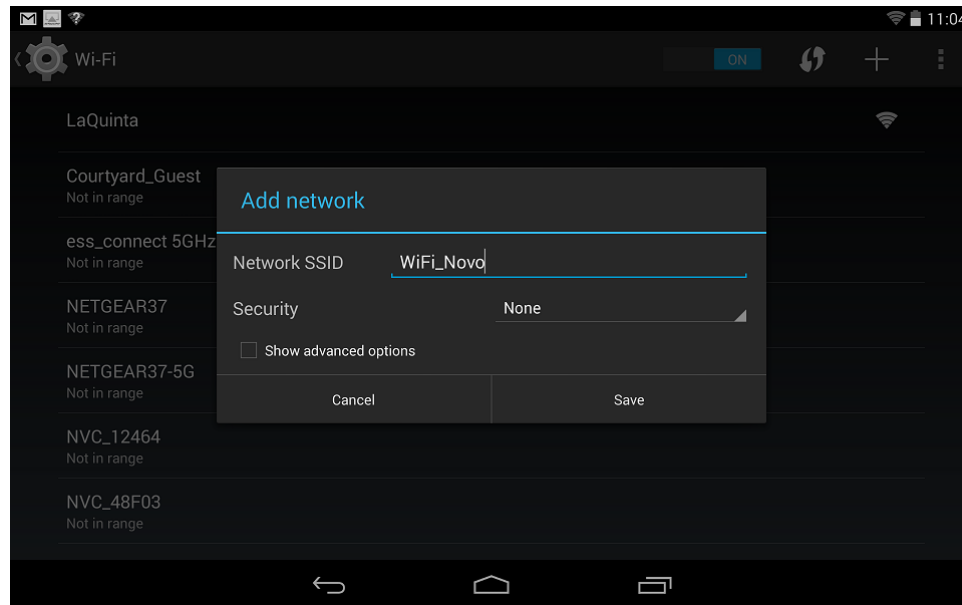 11:04
Wi-Fi
ON
LaQuinta
Courtyard_Guest
Not in range
ess_connect 5GHz
Not in range
NETGEAR37
Not in range
NETGEAR37-5G
Not in range
NVC_12464
Not in range
NVC_48F03
Not in range
Add network
Network SSID WiFi_Novo
Security None
Show advanced options
Cancel Save